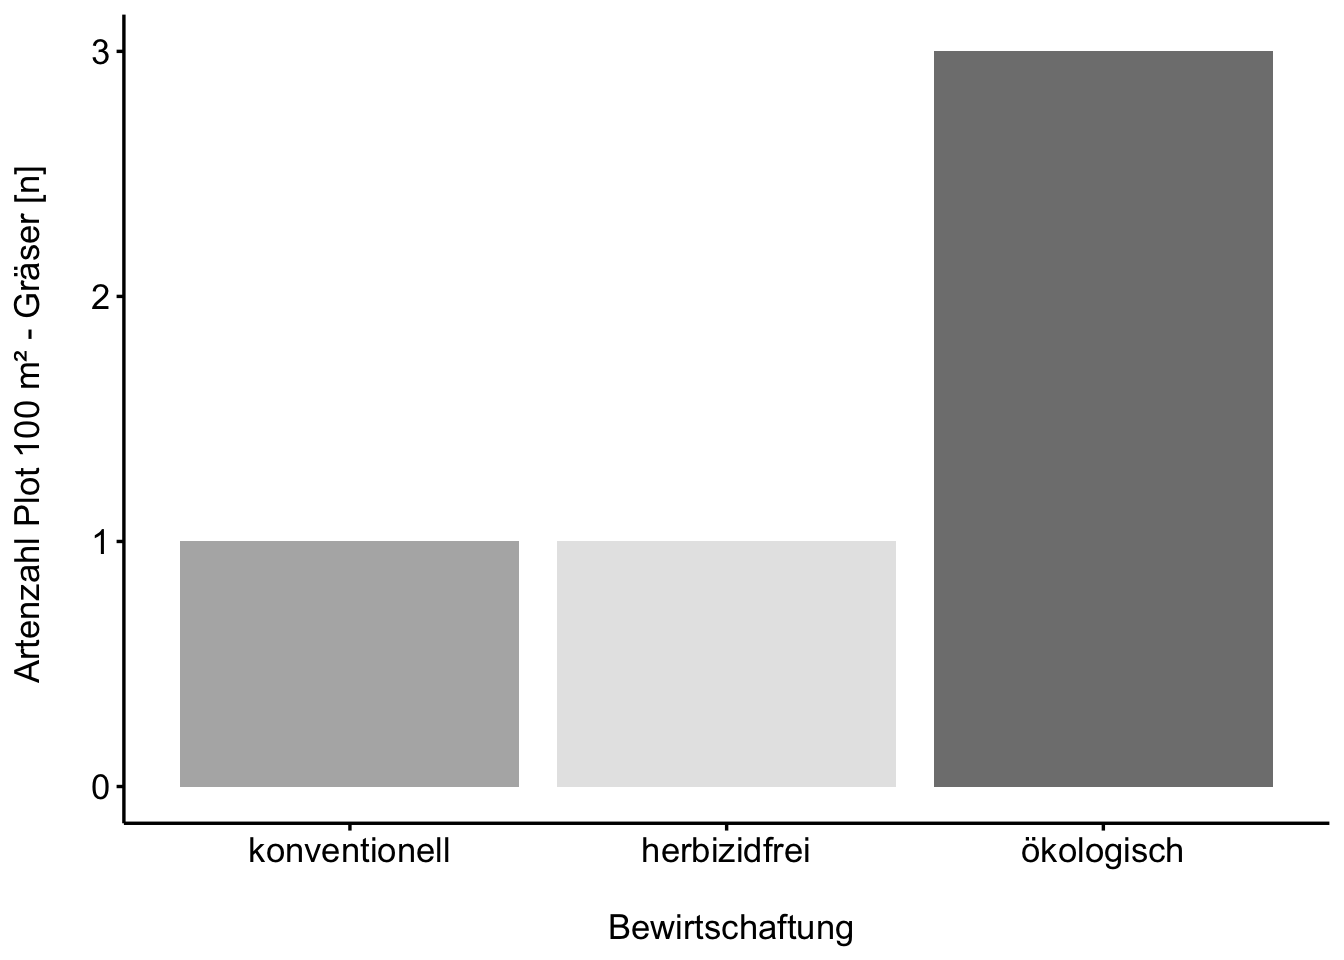 Artenzahl Plot 100 m² - Gräser [n]
3
2
1
0
konventionell herbizidfrei ökologisch
Bewirtschaftung